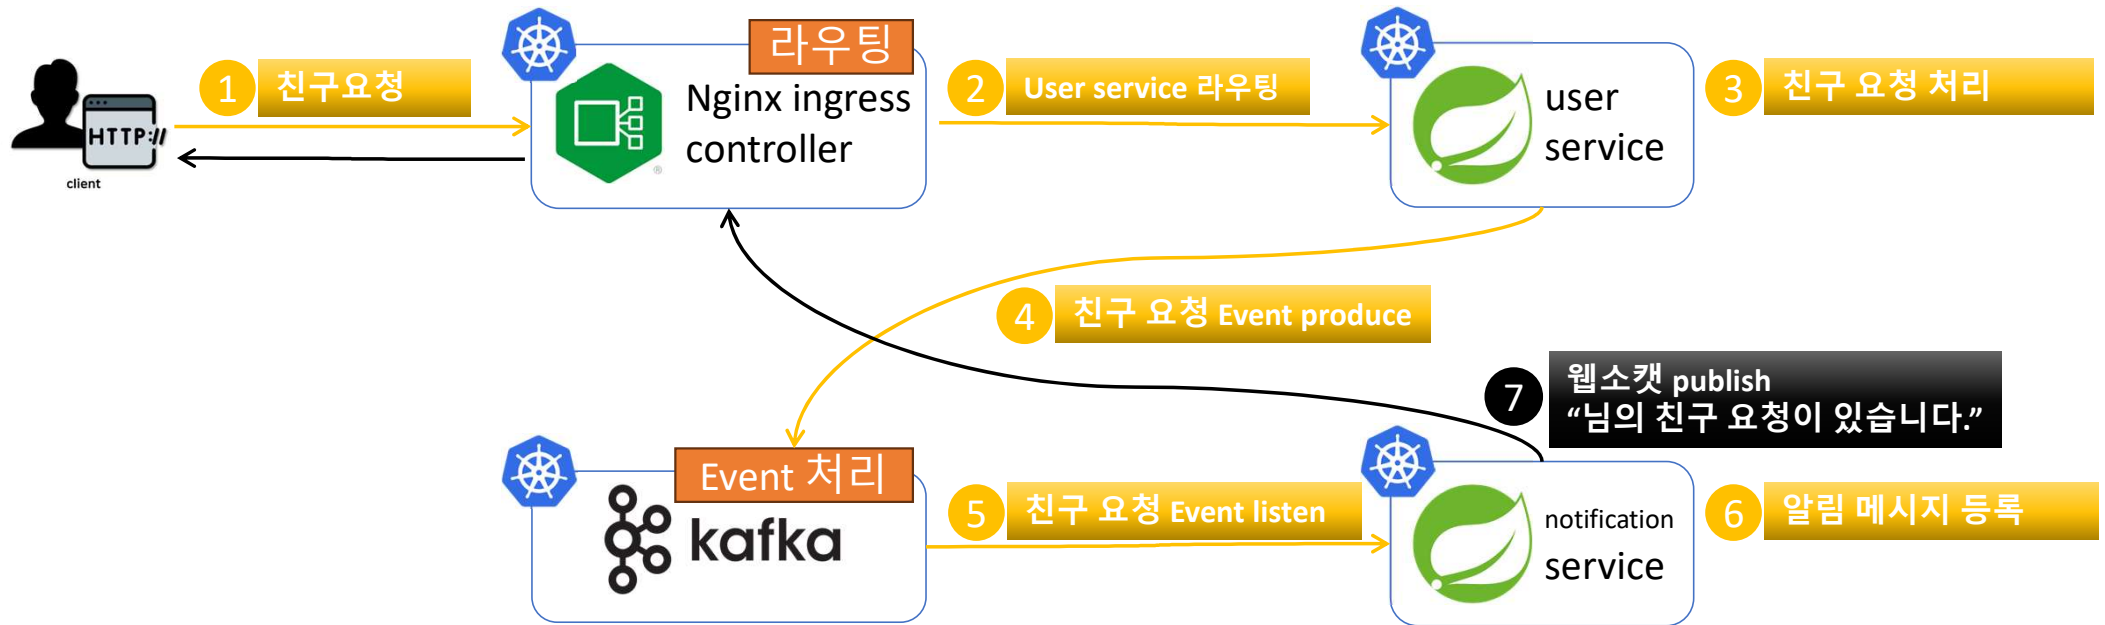 HTTP://
client
1
친구요청
라우팅
Nginx ingress
controller
®
2
User service 라우팅
user
service
3
친구 요청 처리
4
친구 요청 Event produce
Event 처리
kafka
5
친구 요청 Event listen
notification
service
6
알림 메시지 등록
7
웹소캣 publish
“님의 친구 요청이 있습니다.”